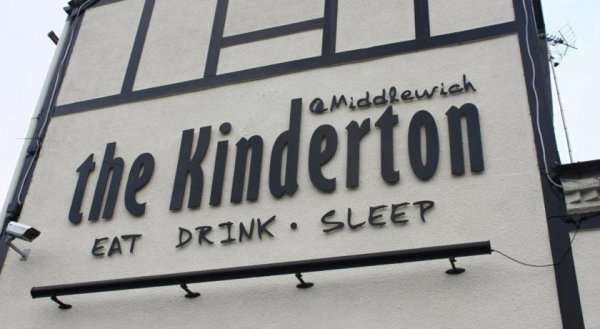 @Middlewich
the Kinderton
EAT DRINK · SLEEP